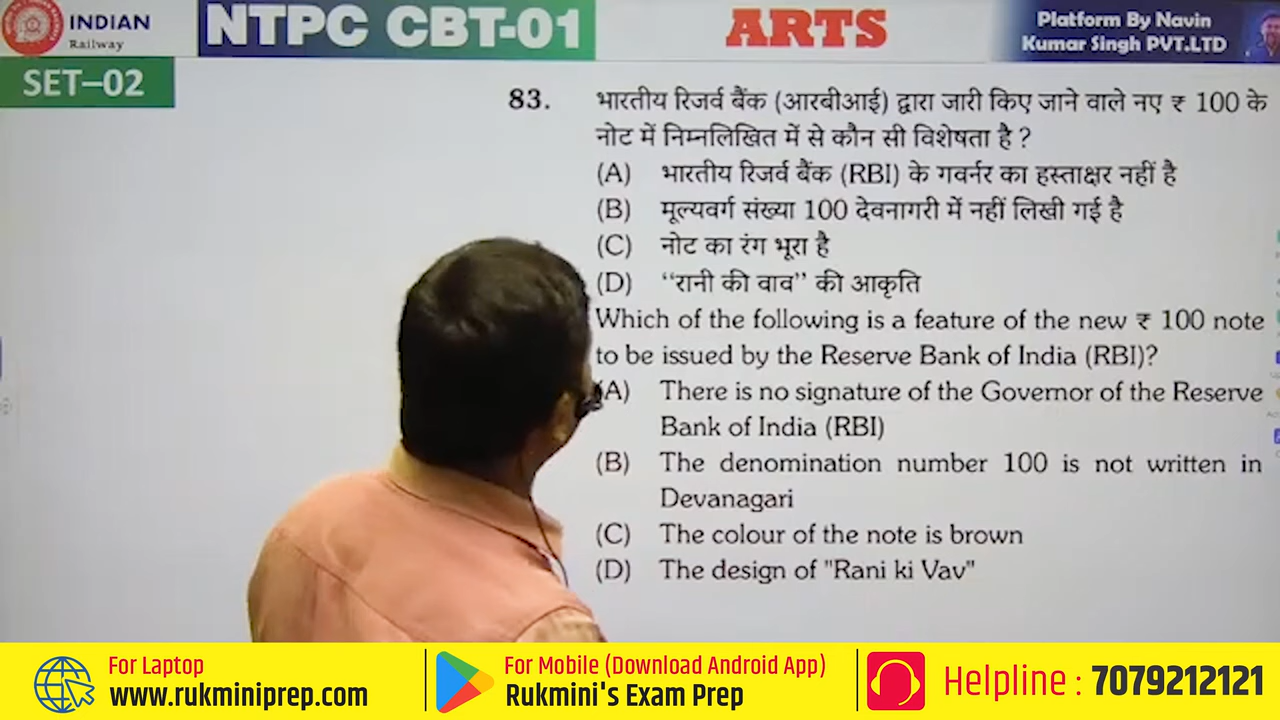 INDIAN
Railway
NTPC CBT-01
ARTS
Platform By Navin
Kumar Singh PVT.LTD
SET–02
83. भारतीय रिजर्व बैंक (आरबीआई) द्वारा जारी किए जाने वाले नए ₹ 100 के
नोट में निम्नलिखित में से कौन सी विशेषता है ?
(A) भारतीय रिजर्व बैंक (RBI) के गवर्नर का हस्ताक्षर नहीं है
(B) मूल्यवर्ग संख्या 100 देवनागरी में नहीं लिखी गई है
(C) नोट का रंग भूरा है
(D) “रानी की वाव” की आकृति
Which of the following is a feature of the new ₹ 100 note
to be issued by the Reserve Bank of India (RBI)?
(A) There is no signature of the Governor of the Reserve
Bank of India (RBI)
(B) The denomination number 100 is not written in
Devanagari
(C) The colour of the note is brown
(D) The design of "Rani ki Vav"
For Laptop
www.rukminiprep.com
For Mobile (Download Android App)
Rukmini's Exam Prep
Helpline : 7079212121